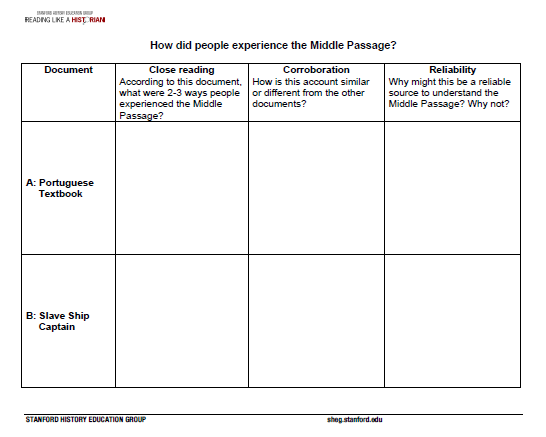 STANFORD HISTORY EDUCATION GROUP
READING LIKE A HISTORIAN
How did people experience the Middle Passage?
Document
Close reading
According to this document,
what were 2-3 ways people
experienced the Middle
Passage?
Corroboration
How is this account similar
or different from the other
documents?
Reliability
Why might this be a reliable
source to understand the
Middle Passage? Why not?
A: Portuguese
Textbook
B: Slave Ship
Captain
STANFORD HISTORY EDUCATION GROUP
sheg.stanford.edu